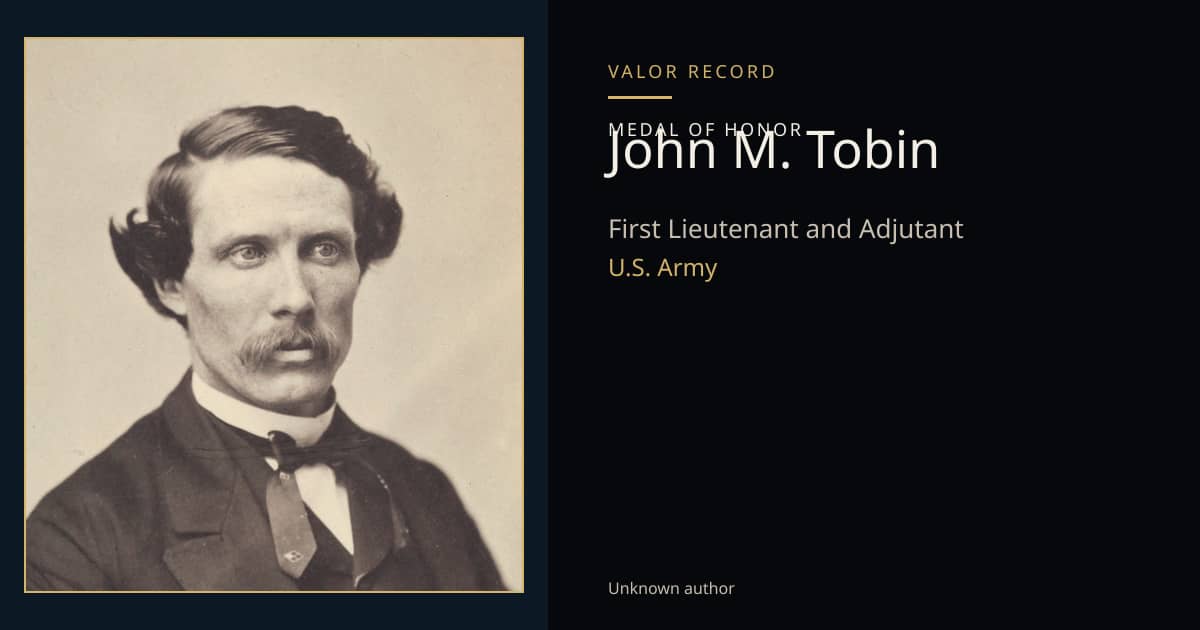 VALOR RECORD
MEDAL OF HONOR
John M. Tobin
First Lieutenant and Adjutant
U.S. Army
Unknown author